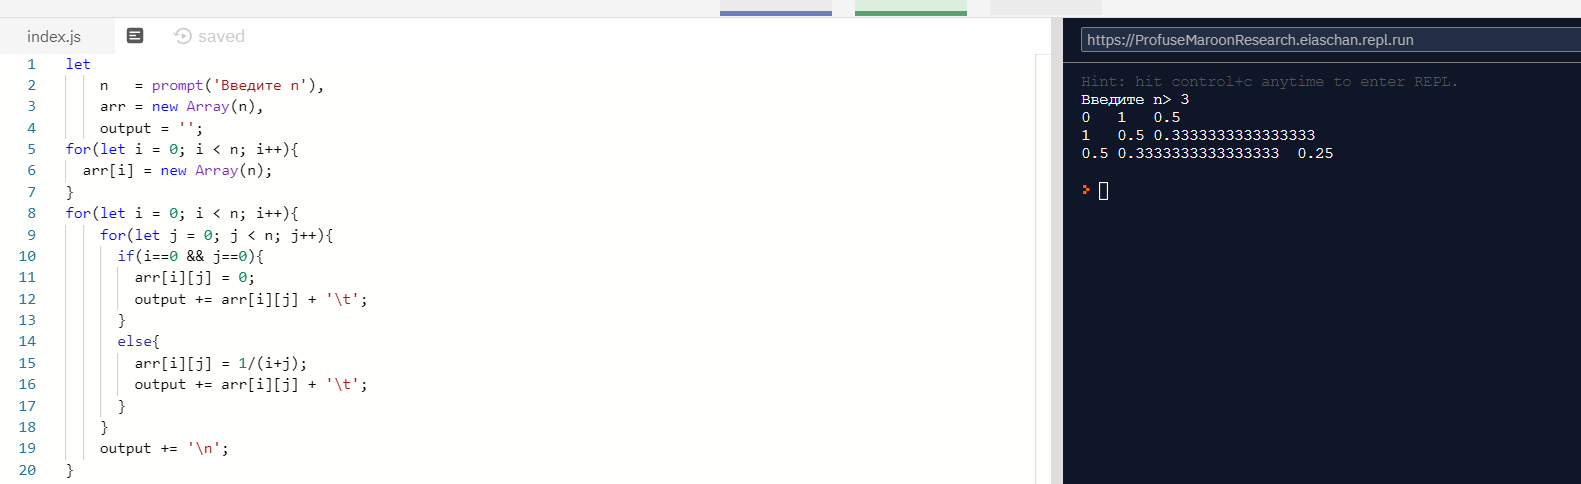 index.js saved
1 let
2 n = prompt('Введите n'),
3 arr = new Array(n),
4 output = '';
5 for(let i = 0; i < n; i++){
6 arr[i] = new Array(n);
7 }
8 for(let i = 0; i < n; i++){
9 for(let j = 0; j < n; j++){
10 if(i==0 && j==0){
11 arr[i][j] = 0;
12 output += arr[i][j] + '\t';
13 }
14 else{
15 arr[i][j] = 1/(i+j);
16 output += arr[i][j] + '\t';
17 }
18 }
19 output += '\n';
20 }
https://ProfuseMaroonResearch.eiaschan.repl.run
Hint: hit control+c anytime to enter REPL.
Введите n> 3
0 1 0.5
1 0.5 0.3333333333333333
0.5 0.3333333333333333 0.25
>